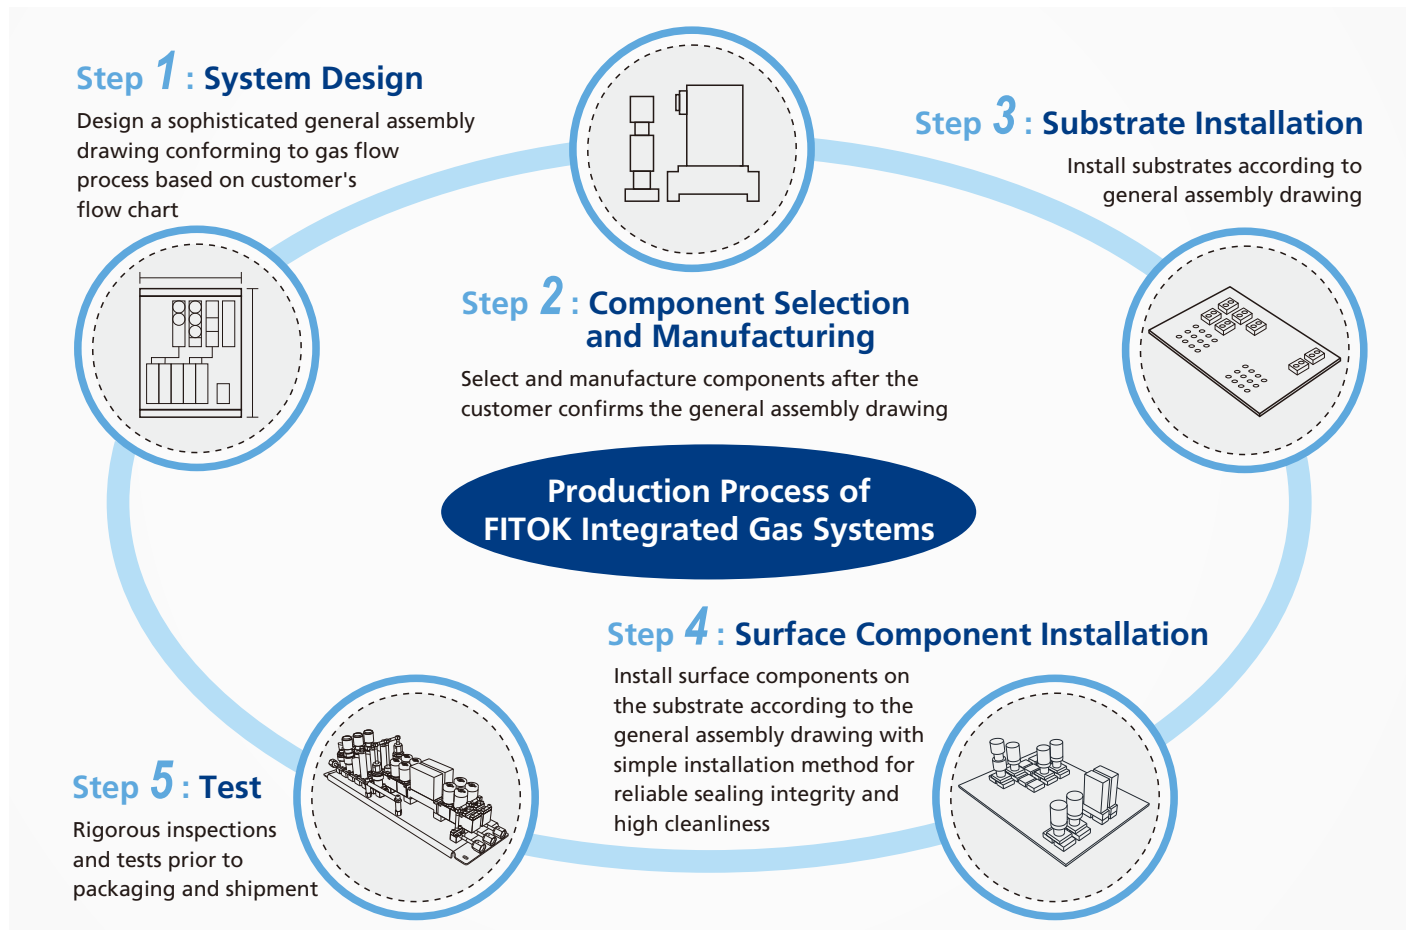 Step 1 : System Design
Design a sophisticated general assembly
drawing conforming to gas flow
process based on customer's
flow chart
Step 2 : Component Selection
and Manufacturing
Select and manufacture components after the
customer confirms the general assembly drawing
Step 3 : Substrate Installation
Install substrates according to
general assembly drawing
Production Process of
FITOK Integrated Gas Systems
Step 4 : Surface Component Installation
Install surface components on
the substrate according to the
general assembly drawing with
simple installation method for
reliable sealing integrity and
high cleanliness
Step 5 : Test
Rigorous inspections
and tests prior to
packaging and shipment